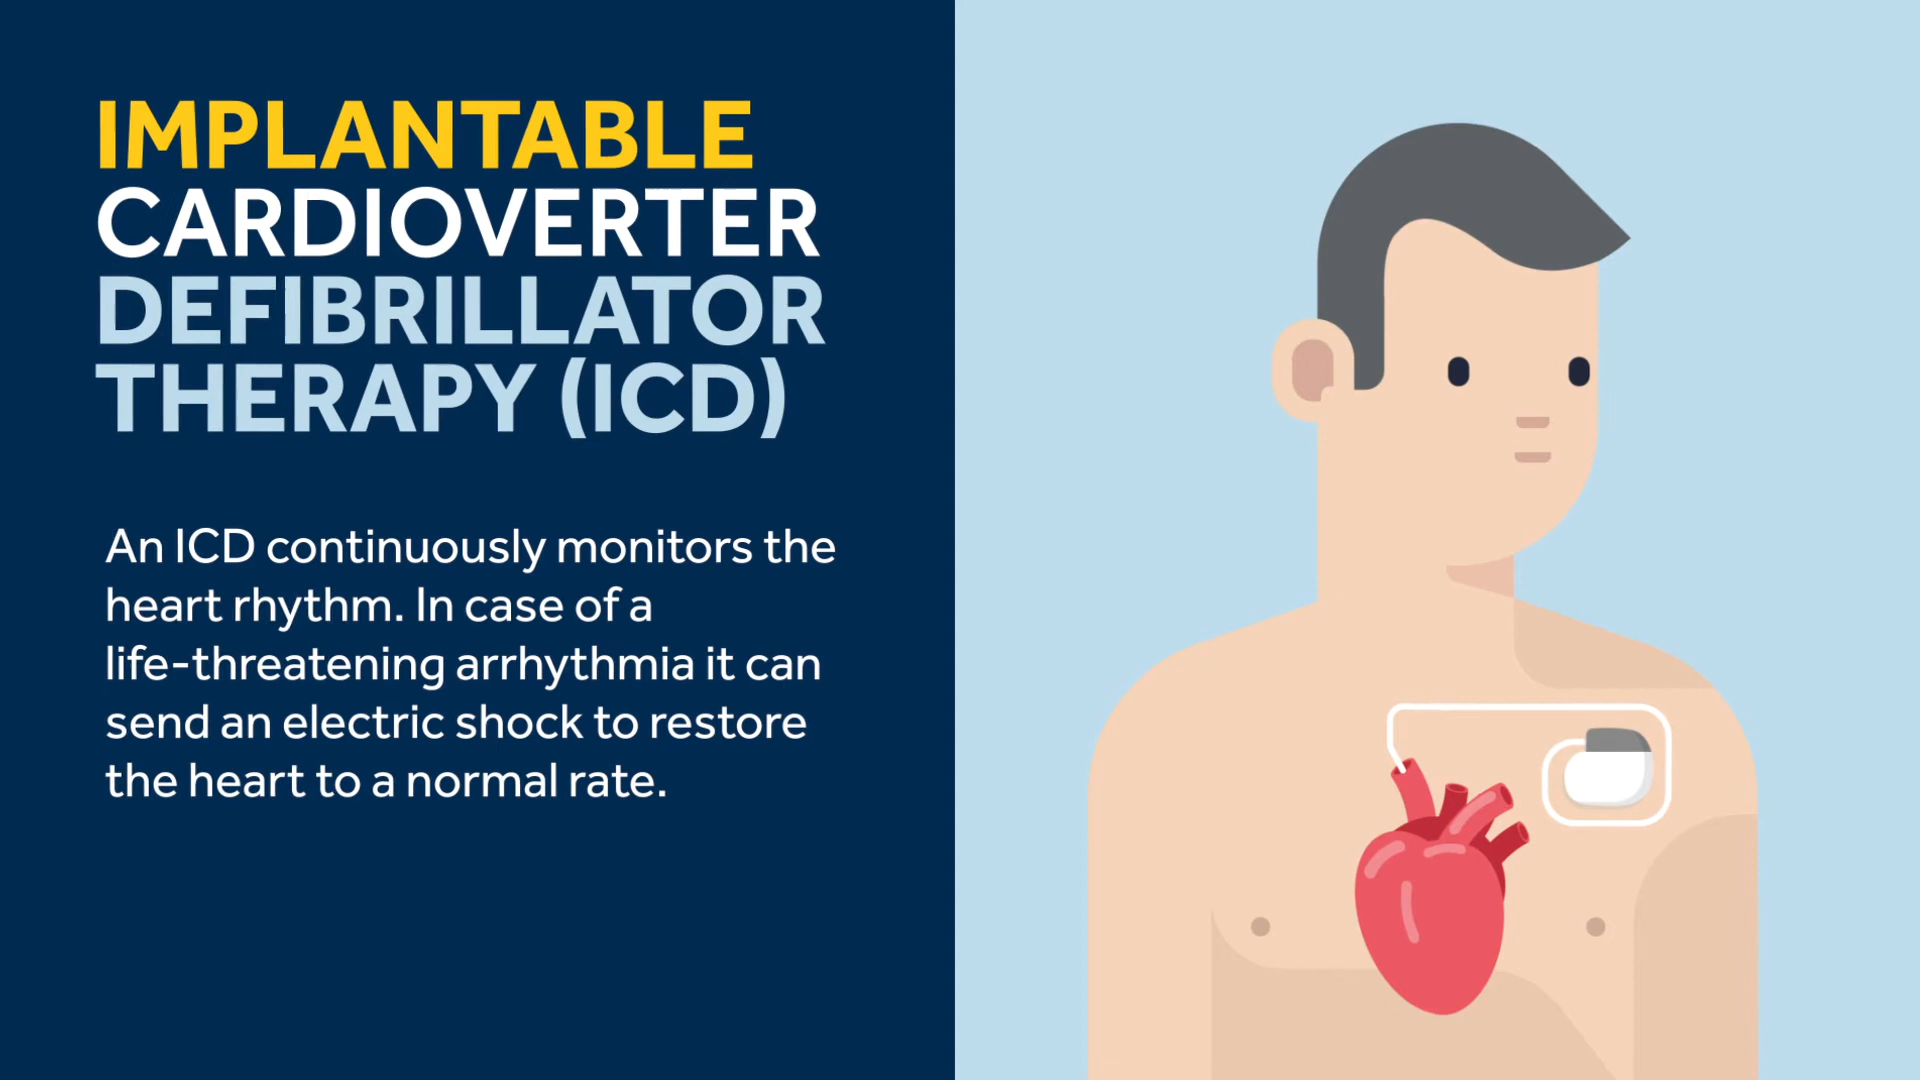 IMPLANTABLE
CARDIOVERTER
DEFIBRILLATOR
THERAPY (ICD)
An ICD continuously monitors the
heart rhythm. In case of a
life-threatening arrhythmia it can
send an electric shock to restore
the heart to a normal rate.